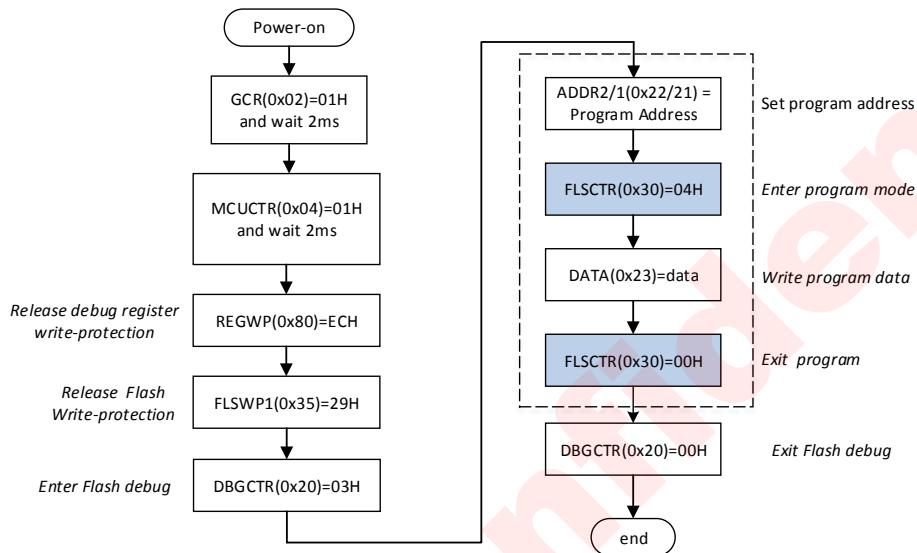 Power-on
GCR(0x02)=01H
and wait 2ms
MCUCTR(0x04)=01H
and wait 2ms
Release debug register
write-protection
REGWP(0x80)=ECH
Release Flash
Write-protection
FLSWP1(0x35)=29H
Enter Flash debug
DBGCTR(0x20)=03H
ADDR2/1(0x22/21) =
Program Address
Set program address
FLSCTR(0x30)=04H
Enter program mode
DATA(0x23)=data
Write program data
FLSCTR(0x30)=00H
Exit program
DBGCTR(0x20)=00H
Exit Flash debug
end
nfiden